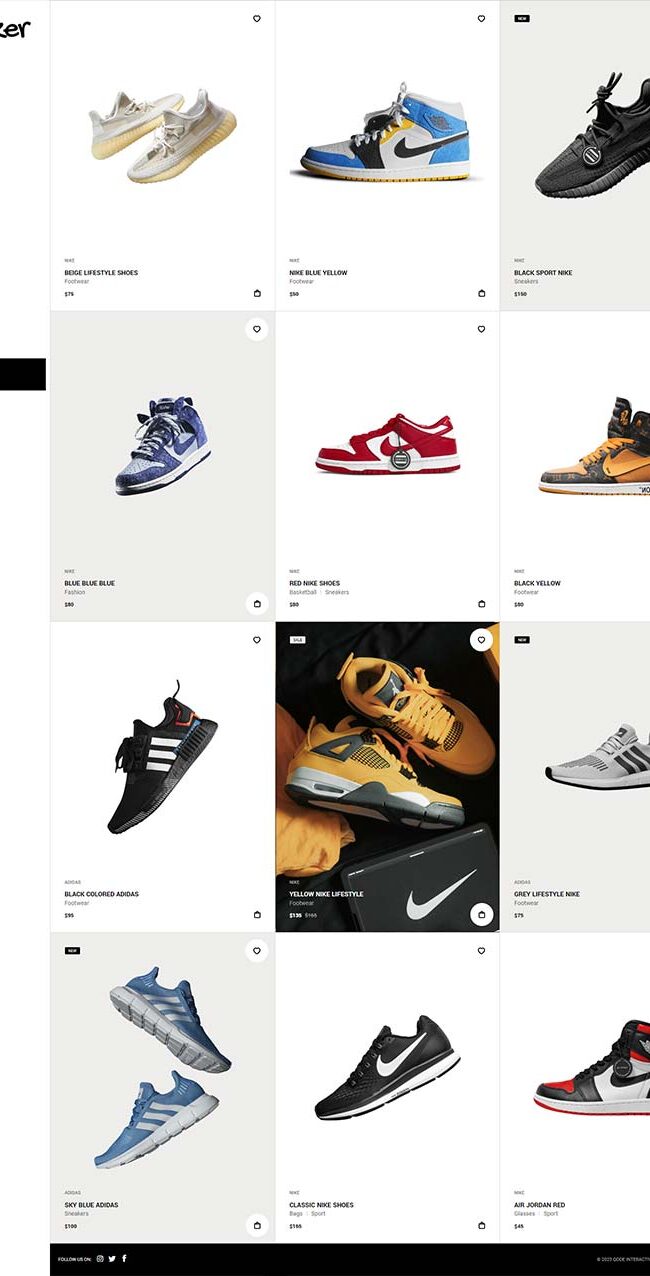 zer
NIKE
BEIGE LIFESTYLE SHOES
Footwear
$75
NIKE
NIKE BLUE YELLOW
Footwear
$50
NEW
NIKE
BLACK SPORT NIKE
Sneakers
$150
NIKE
BLUE BLUE BLUE
Fashion
$80
NIKE
RED NIKE SHOES
Basketball | Sneakers
$80
NIKE
BLACK YELLOW
Footwear
$80
ADIDAS
BLACK COLORED ADIDAS
Footwear
$95
SALE
NIKE
YELLOW NIKE LIFESTYLE
Footwear
$135 $165
NEW
ADIDAS
GREY LIFESTYLE NIKE
Footwear
$75
NEW
ADIDAS
SKY BLUE ADIDAS
Sneakers
$100
NIKE
CLASSIC NIKE SHOES
Bags | Sport
$165
NIKE
AIR JORDAN RED
Glasses | Sport
$45
FOLLOW US ON:
© 2023 QODE INTERACT